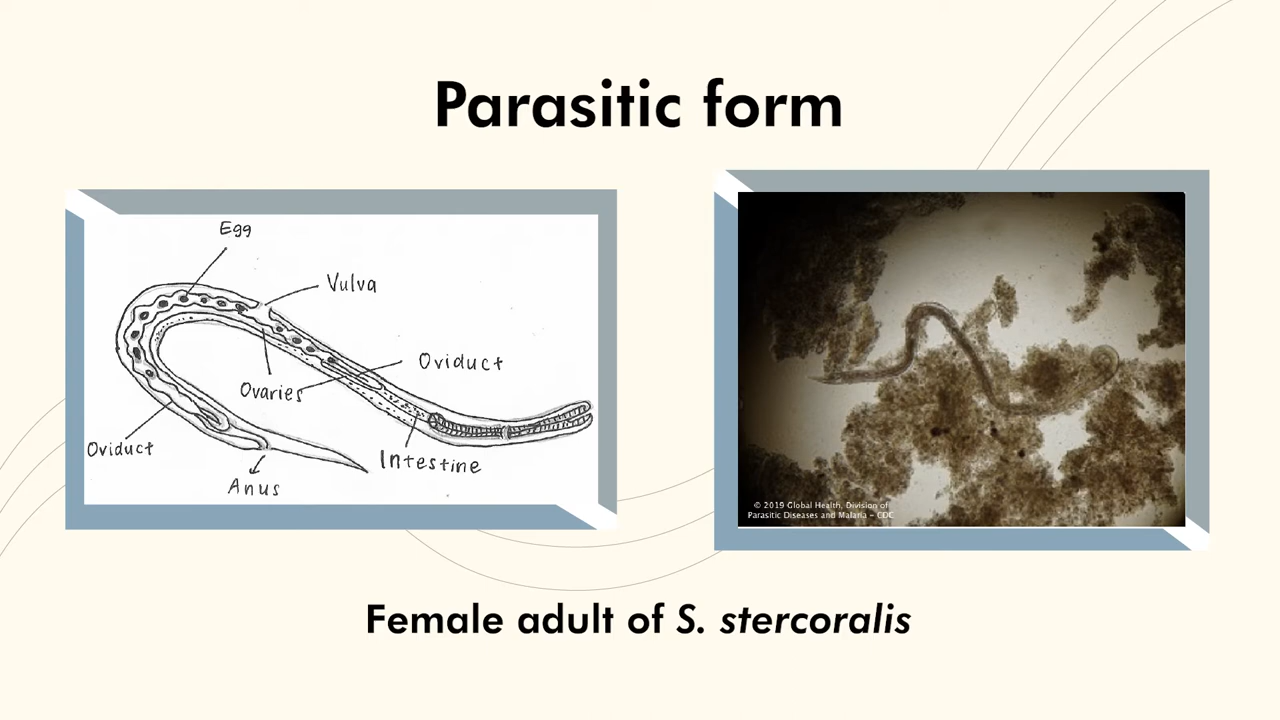 Parasitic form
Egg
Vulva
Oviduct
Ovaries
Oviduct
Intestine
Anus
© 2019 Global Health, Division of
Parasitic Diseases and Malaria – CDC
Female adult of S. stercoralis